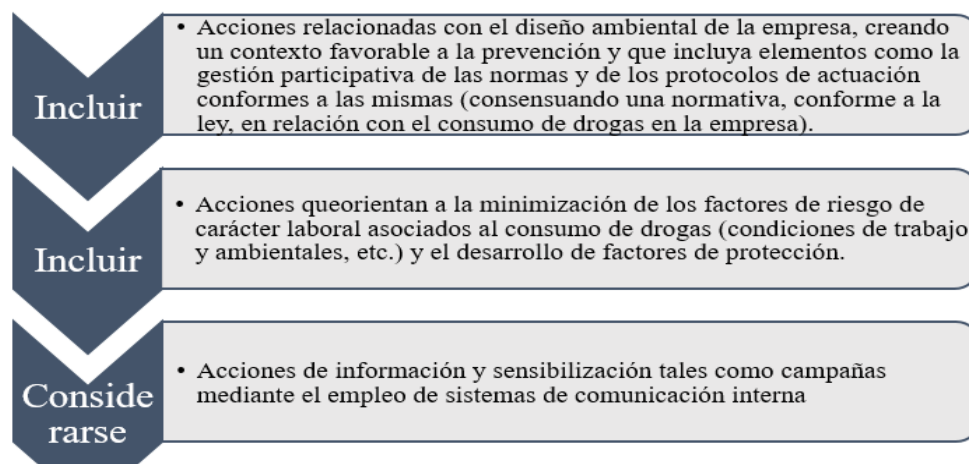 Incluir
• Acciones relacionadas con el diseño ambiental de la empresa, creando
un contexto favorable a la prevención y que incluya elementos como la
gestión participativa de las normas y de los protocolos de actuación
conformes a las mismas (consensuando una normativa, conforme a la
ley, en relación con el consumo de drogas en la empresa).
Incluir
• Acciones queorientan a la minimización de los factores de riesgo de
carácter laboral asociados al consumo de drogas (condiciones de trabajo
y ambientales, etc.) y el desarrollo de factores de protección.
Conside
rarse
• Acciones de información y sensibilización tales como campañas
mediante el empleo de sistemas de comunicación interna